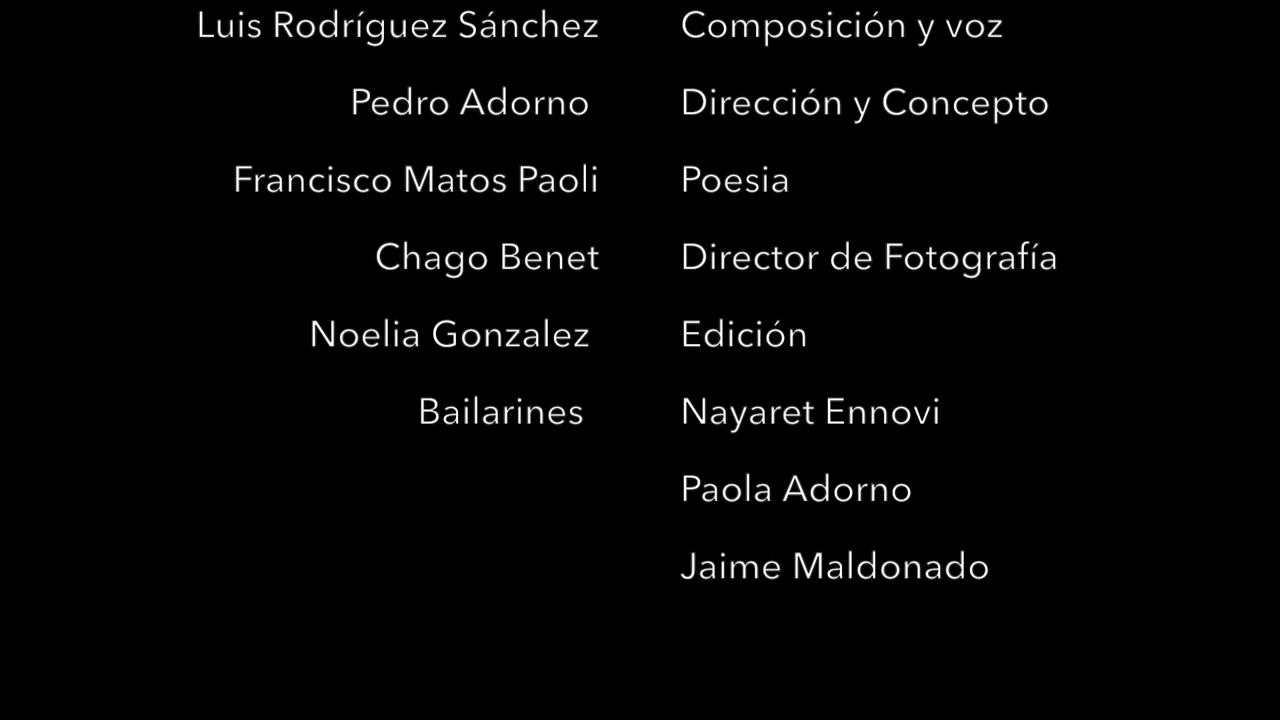 Luis Rodríguez Sánchez Composición y voz
Pedro Adorno Dirección y Concepto
Francisco Matos Paoli Poesia
Chago Benet Director de Fotografía
Noelia Gonzalez Edición
Bailarines Nayaret Ennovi
Paola Adorno
Jaime Maldonado